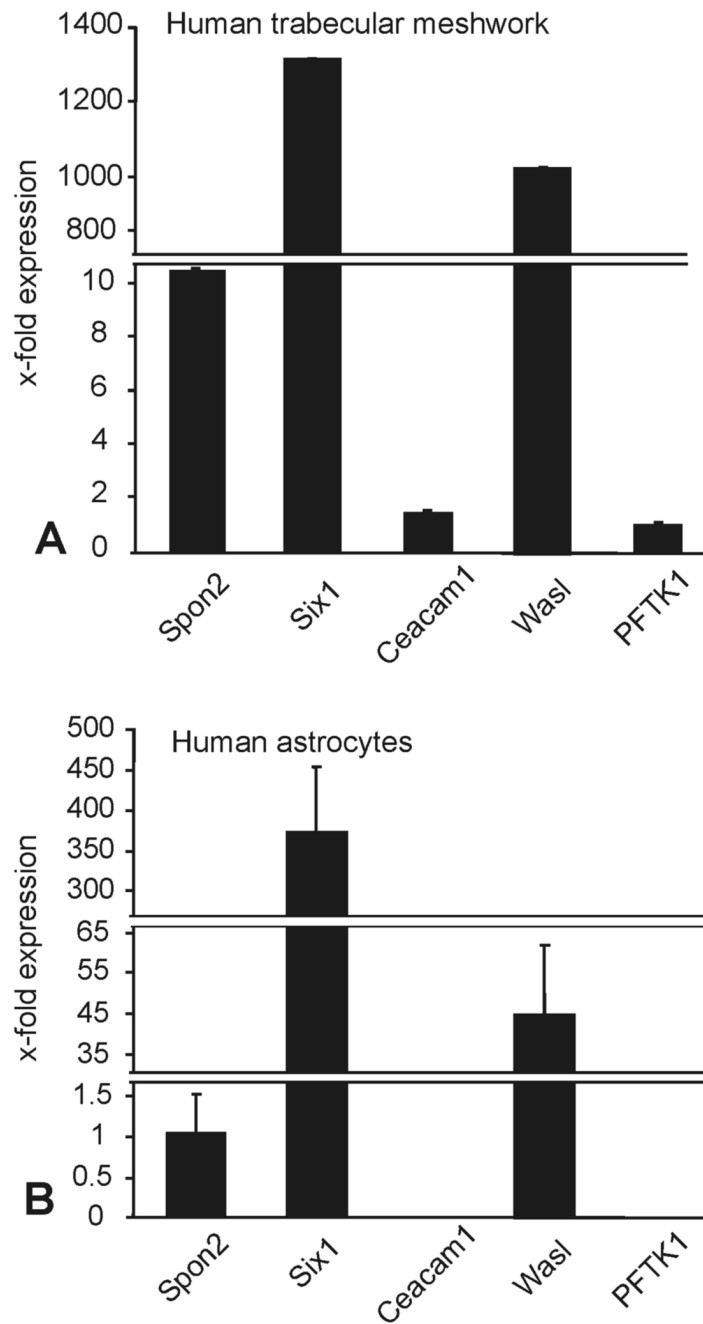 Human trabecular meshwork
x-fold expression
1400
1200
1000
800
10
8
6
4
2
0
A
Spon2
Six1
Ceacam1
Wasl
PFTK1
Human astrocytes
x-fold expression
500
450
400
350
300
65
55
45
35
1.5
1
0.5
0
B
Spon2
Six1
Ceacam1
Wasl
PFTK1